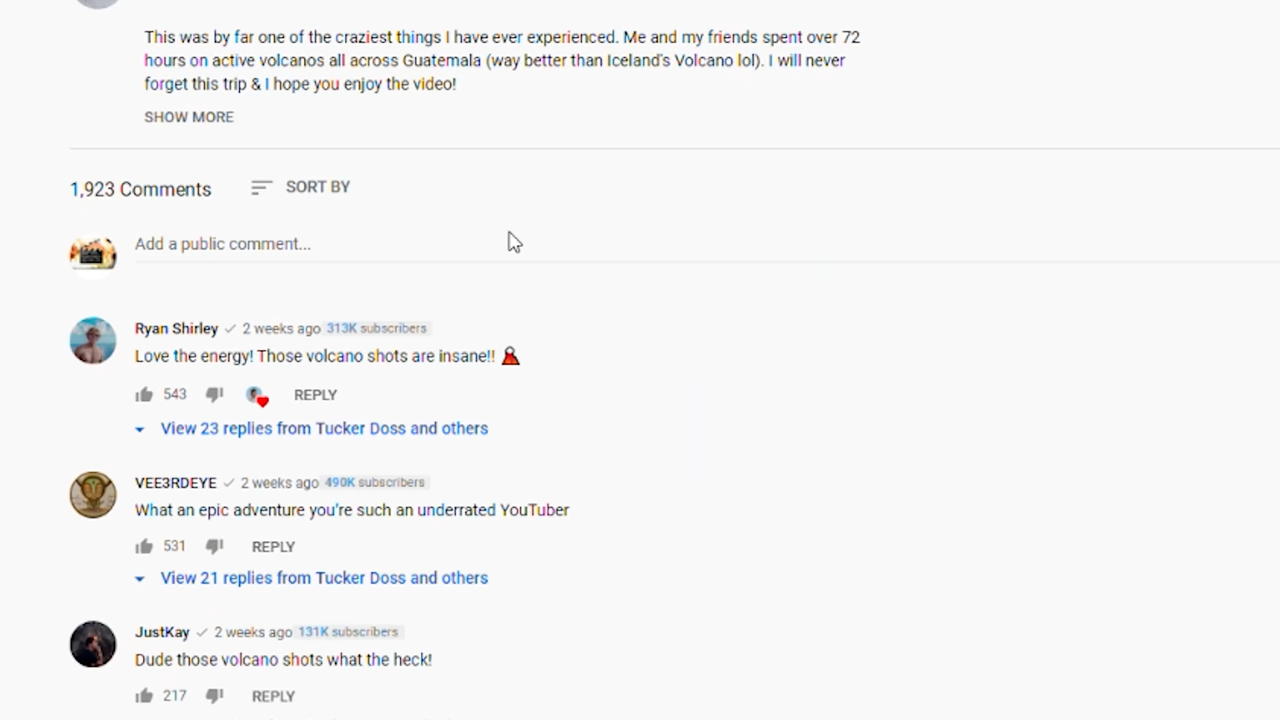 This was by far one of the craziest things I have ever experienced. Me and my friends spent over 72
hours on active volcanos all across Guatemala (way better than Iceland's Volcano lol). I will never
forget this trip & I hope you enjoy the video!
SHOW MORE
1,923 Comments SORT BY
Add a public comment...
Ryan Shirley 2 weeks ago 313K subscribers
Love the energy! Those volcano shots are insane!! 🌋
543 REPLY
View 23 replies from Tucker Doss and others
VEE3RDEYE 2 weeks ago 490K subscribers
What an epic adventure you're such an underrated YouTuber
531 REPLY
View 21 replies from Tucker Doss and others
JustKay 2 weeks ago 131K subscribers
Dude those volcano shots what the heck!
217 REPLY